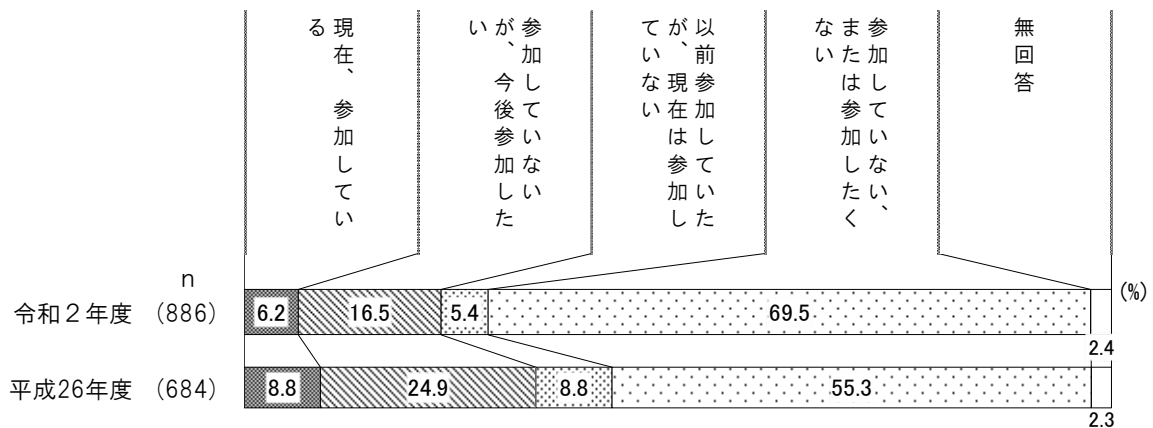 現在、参加してい
る
参加していない
が、今後参加した
い
以前参加していた
が、現在は参加し
ていない
参加していない、
または参加したく
ない
無回答
n
(%)
令和２年度 (886) 6.2 16.5 5.4 69.5 2.4
平成26年度 (684) 8.8 24.9 8.8 55.3 2.3